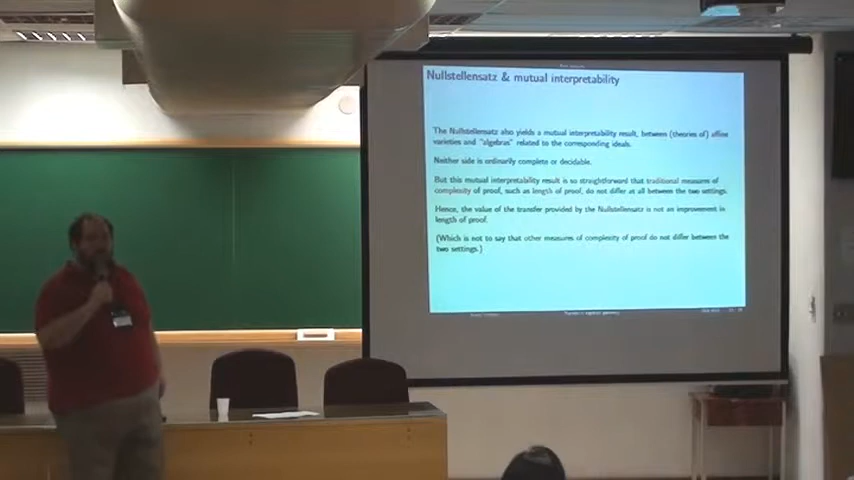 Nullstellensatz & mutual interpretability
The Nullstellensatz also yields a mutual interpretability result, between (theories of) affine
varieties and "algebras" related to the corresponding ideals.
Neither side is ordinarily complete or decidable.
But this mutual interpretability result is so straightforward that traditional measures of
complexity of proof, such as length of proof, do not differ at all between the two settings.
Hence, the value of the transfer provided by the Nullstellensatz is not an improvement in
length of proof.
(Which is not to say that other measures of complexity of proof do not differ between the
two settings.)